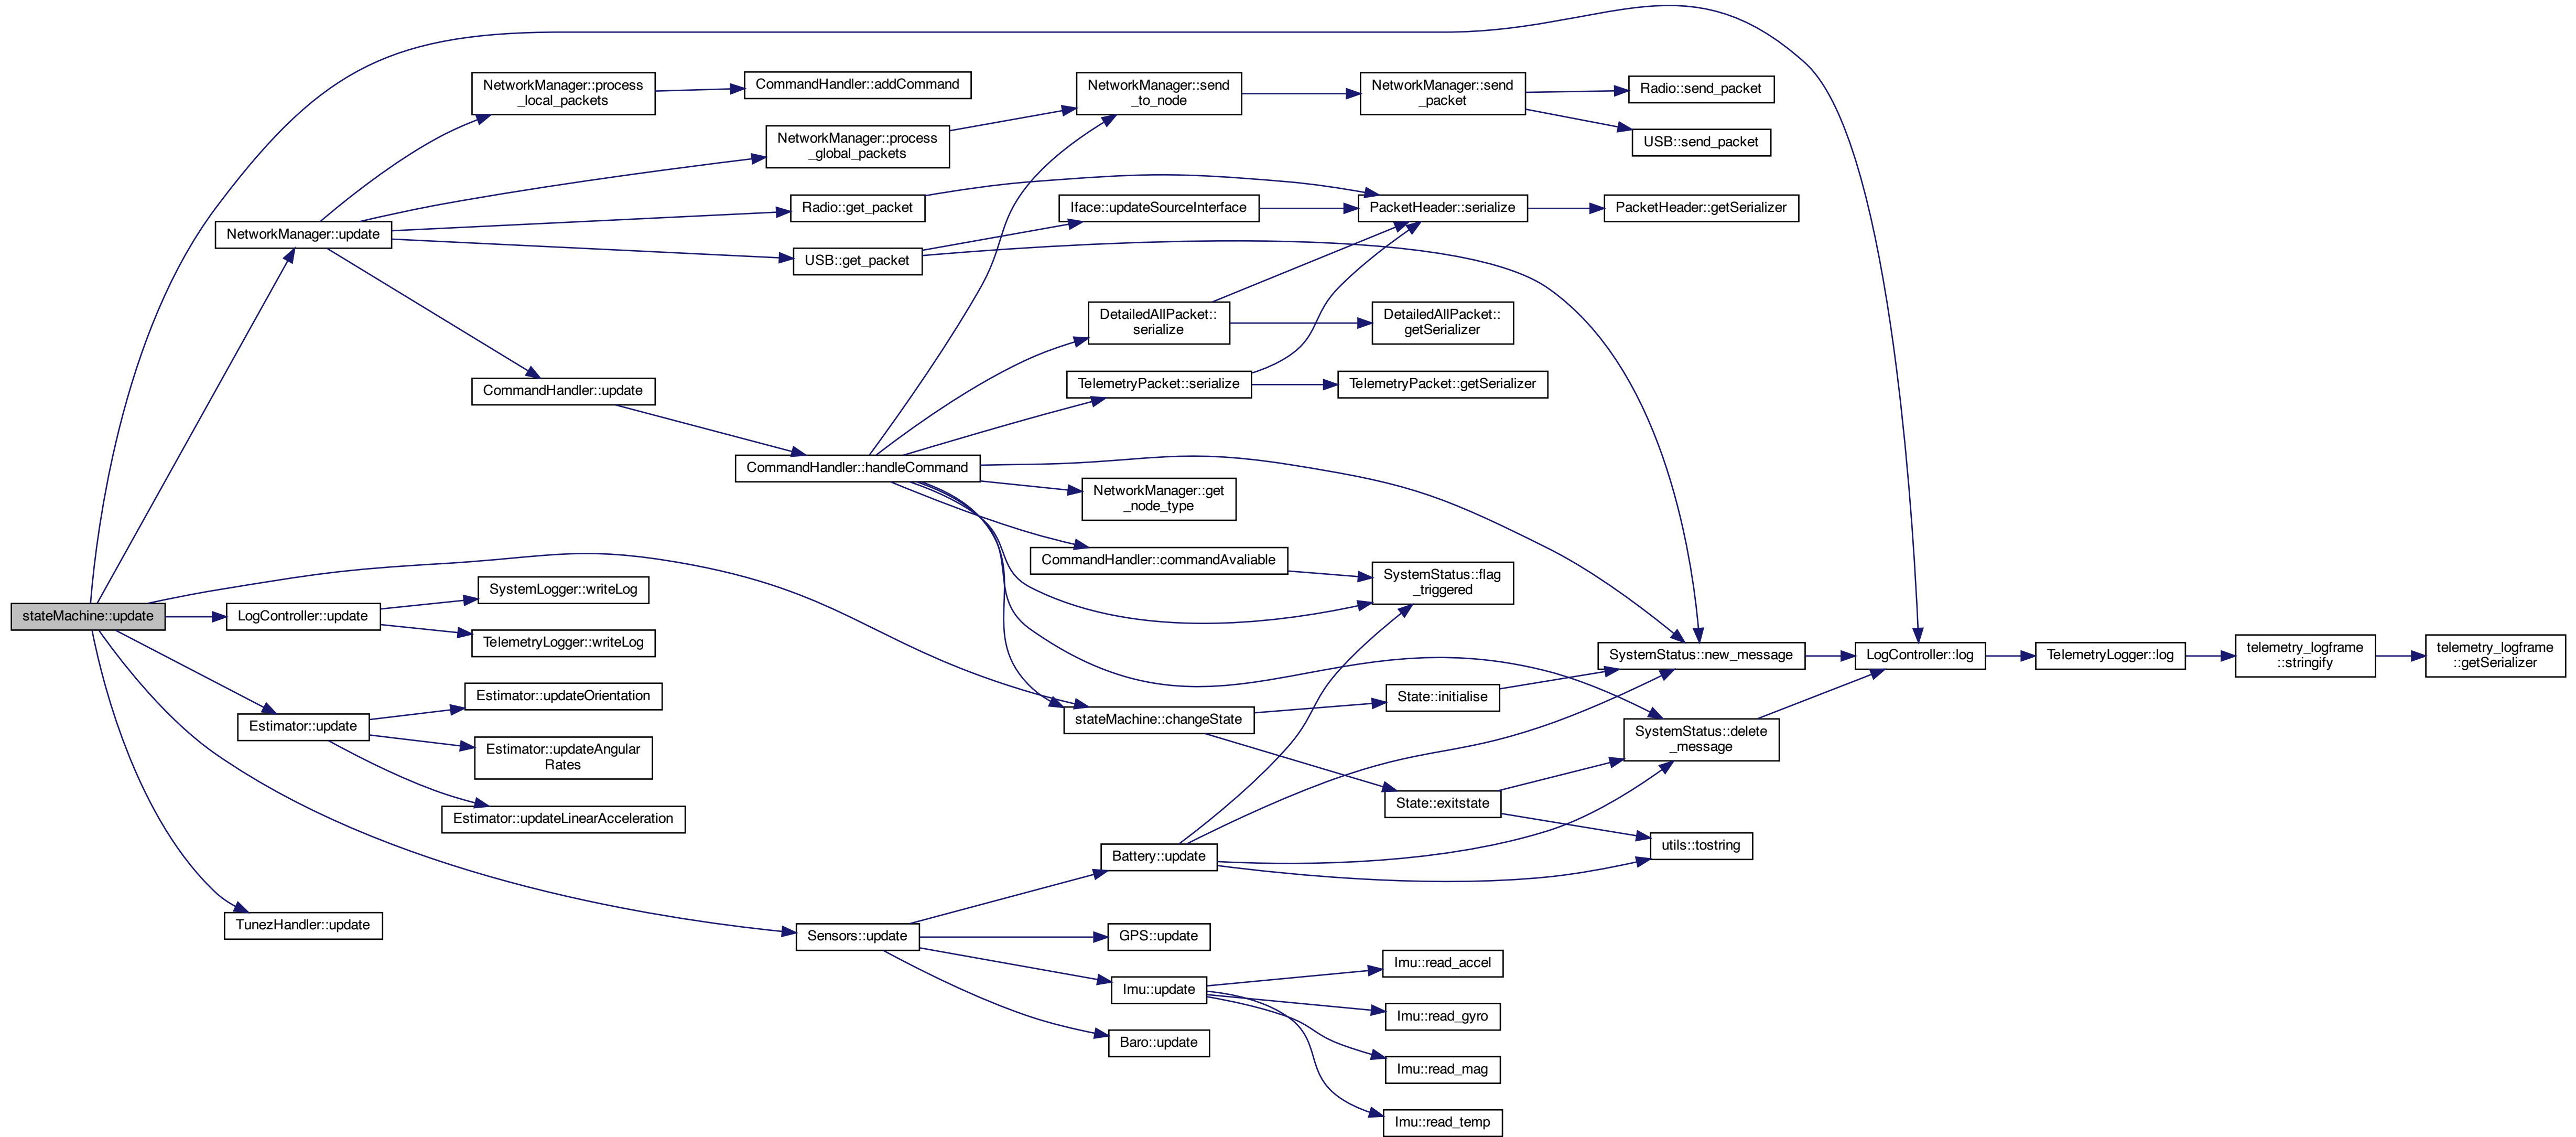 NetworkManager::process
_local_packets
CommandHandler::addCommand
NetworkManager::send
_to_node
NetworkManager::send
_packet
Radio::send_packet
NetworkManager::process
_global_packets
USB::send_packet
Radio::get_packet
Iface::updateSourceInterface
PacketHeader::serialize
PacketHeader::getSerializer
NetworkManager::update
USB::get_packet
DetailedAllPacket::
serialize
DetailedAllPacket::
getSerializer
CommandHandler::update
TelemetryPacket::serialize
TelemetryPacket::getSerializer
CommandHandler::handleCommand
NetworkManager::get
_node_type
CommandHandler::commandAvaliable
SystemStatus::flag
_triggered
stateMachine::update
LogController::update
SystemLogger::writeLog
TelemetryLogger::writeLog
SystemStatus::new_message
LogController::log
TelemetryLogger::log
telemetry_logframe
::stringify
telemetry_logframe
::getSerializer
Estimator::updateOrientation
State::initialise
Estimator::update
stateMachine::changeState
SystemStatus::delete
_message
Estimator::updateAngular
Rates
State::exitstate
Estimator::updateLinearAcceleration
Battery::update
utils::tostring
TunezHandler::update
Sensors::update
GPS::update
Imu::read_accel
Imu::update
Imu::read_gyro
Baro::update
Imu::read_mag
Imu::read_temp